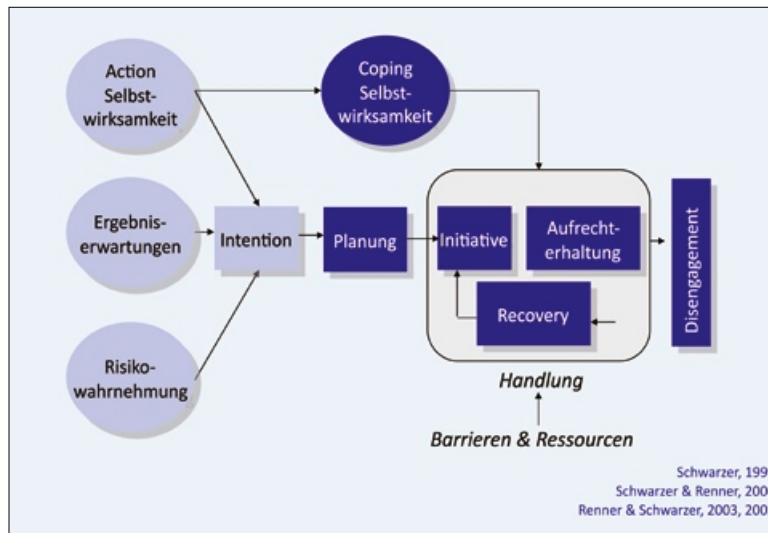 Action
Selbst-
wirksamkeit
Coping
Selbst-
wirksamkeit
Ergebnis-
erwartungen
Intention
Planung
Initiative
Aufrecht-
erhaltung
Disengagement
Recovery
Risiko-
wahrnehmung
Handlung
Barrieren & Ressourcen
Schwarzer, 199
Schwarzer & Renner, 200
Renner & Schwarzer, 2003, 200